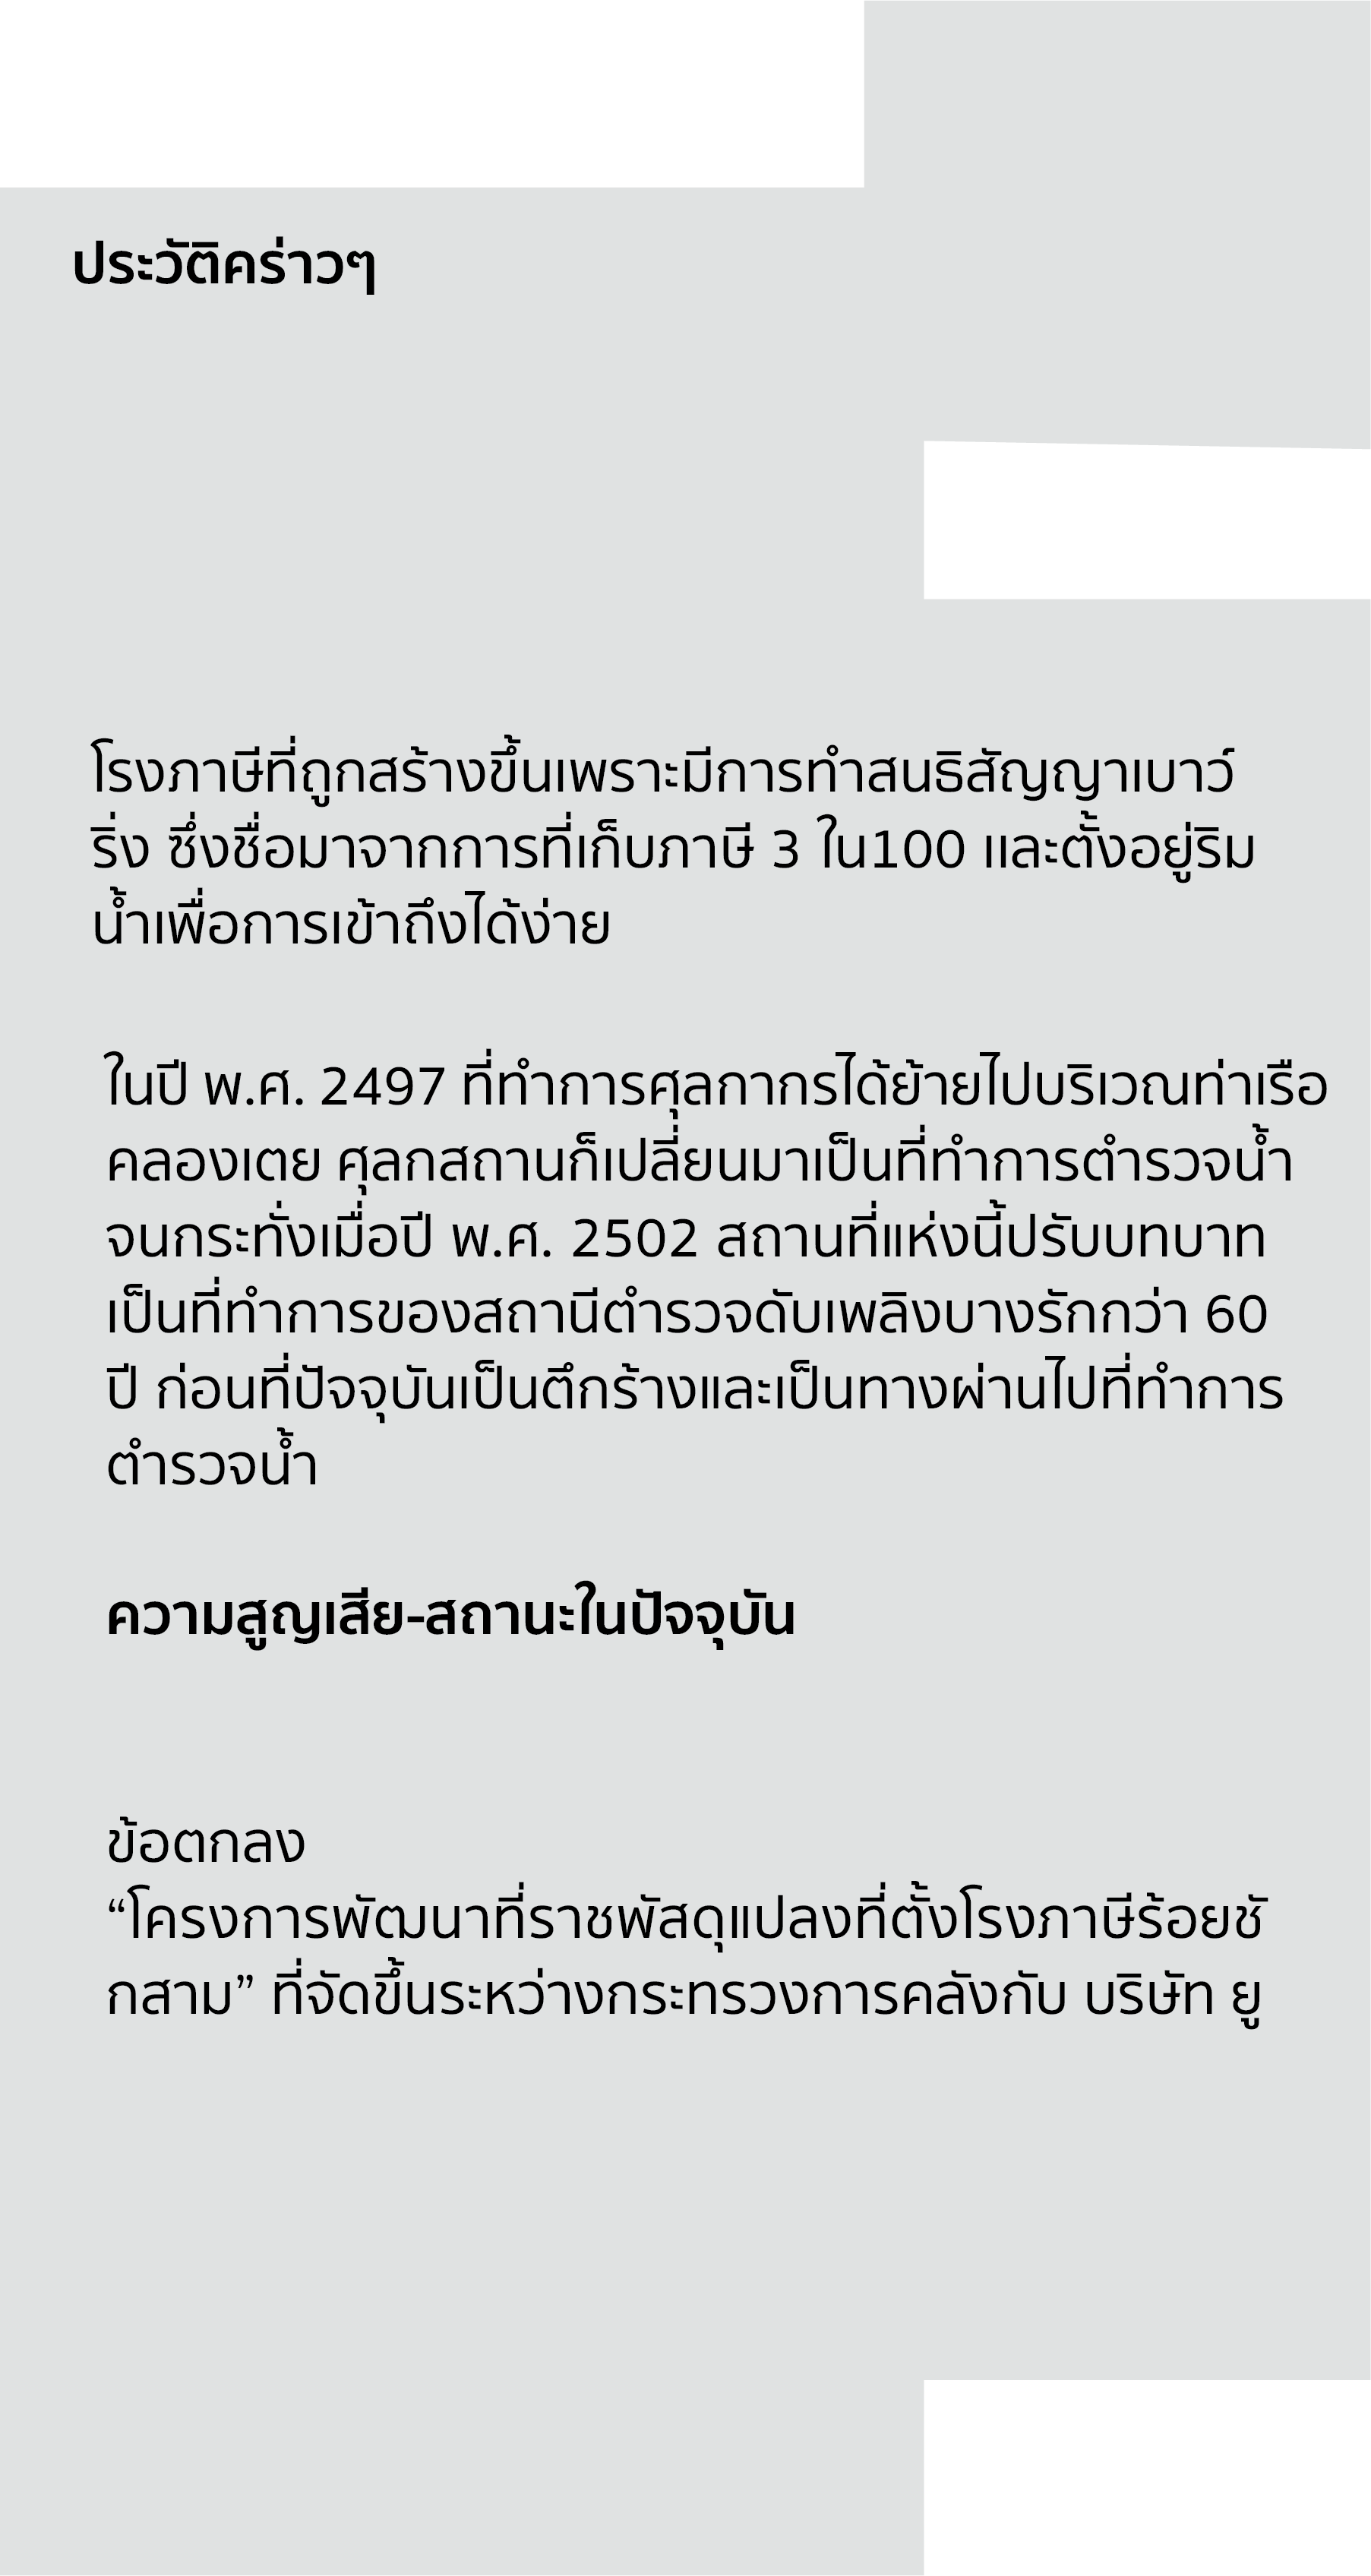 ประวัติคร่าวๆ
โรงภาษีที่ถูกสร้างขึ้นเพราะมีการทำสนธิสัญญาเบาว์
ริ่ง ซึ่งชื่อมาจากการที่เก็บภาษี 3 ใน100 และตั้งอยู่ริม
น้ำเพื่อการเข้าถึงได้ง่าย
ในปี พ.ศ. 2497 ที่ทำการศุลกากรได้ย้ายไปบริเวณท่าเรือ
คลองเตย ศุลกสถานก็เปลี่ยนมาเป็นที่ทำการตำรวจน้ำ
จนกระทั่งเมื่อปี พ.ศ. 2502 สถานที่แห่งนี้ปรับบทบาท
เป็นที่ทำการของสถานีตำรวจดับเพลิงบางรักกว่า 60
ปี ก่อนที่ปัจจุบันเป็นตึกร้างและเป็นทางผ่านไปที่ทำการ
ตำรวจน้ำ
ความสูญเสีย-สถานะในปัจจุบัน
ข้อตกลง
“โครงการพัฒนาที่ราชพัสดุแปลงที่ตั้งโรงภาษีร้อยชั
กสาม” ที่จัดขึ้นระหว่างกระทรวงการคลังกับ บริษัท ยู